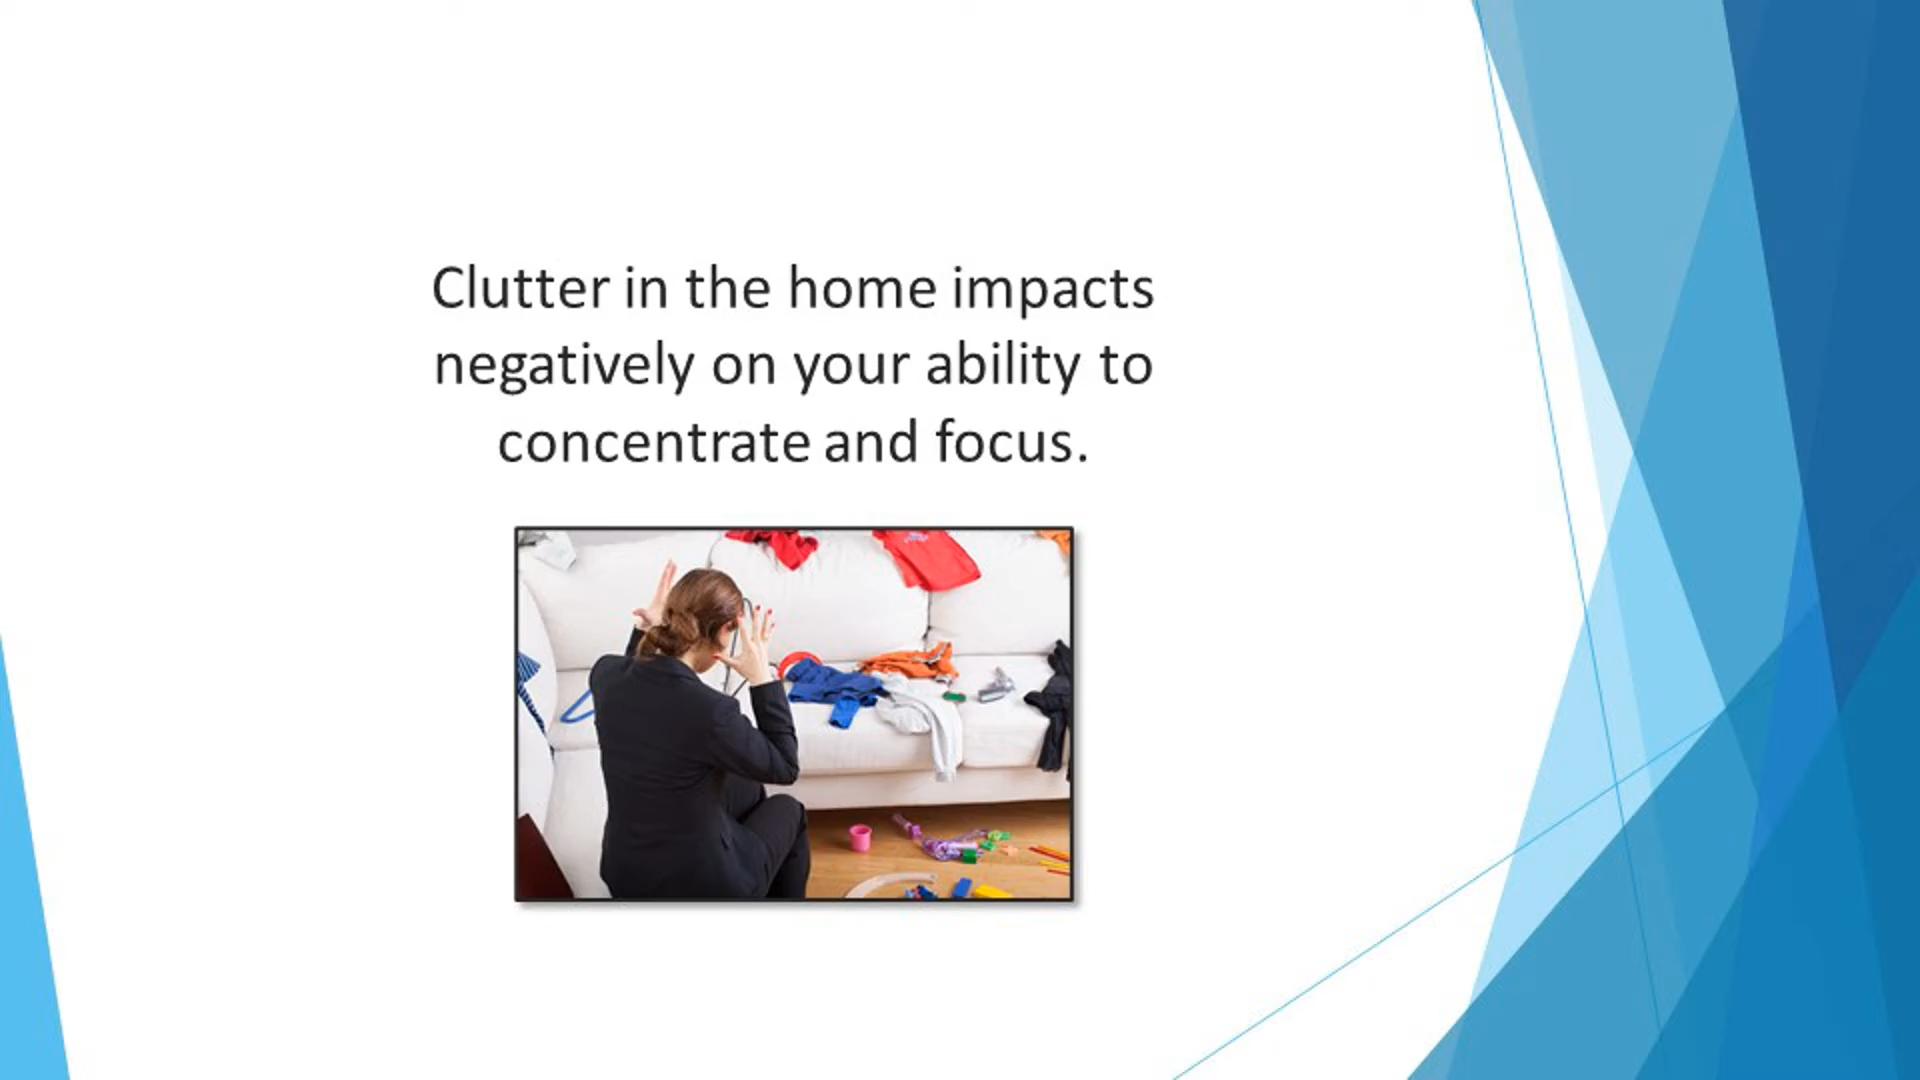 Clutter in the home impacts
negatively on your ability to
concentrate and focus.